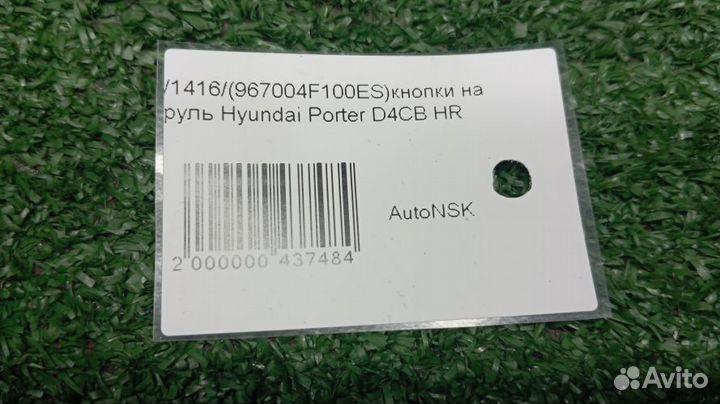 /1416/(967004F100ES)кнопки на
руль Hyundai Porter D4CB HR
AutoNSK
2 000000 437484
Avito